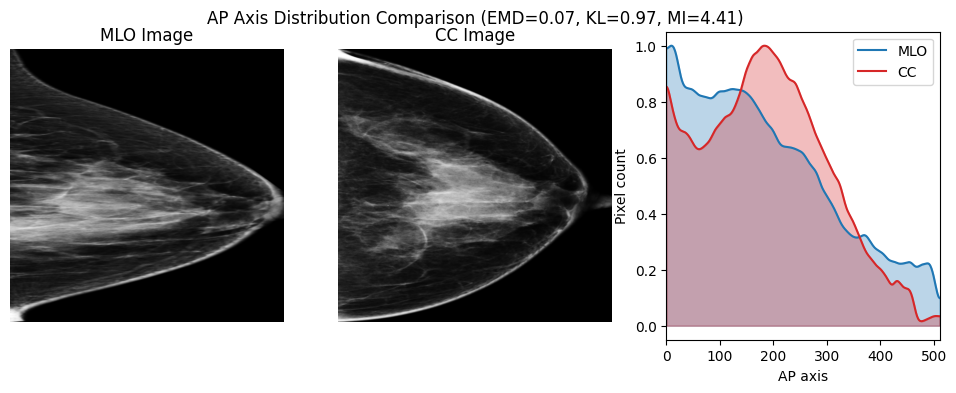 AP Axis Distribution Comparison (EMD=0.07, KL=0.97, MI=4.41)
MLO Image
CC Image
MLO
CC
Pixel count
1.0
0.8
0.6
0.4
0.2
0.0
0 100 200 300 400 500
AP axis